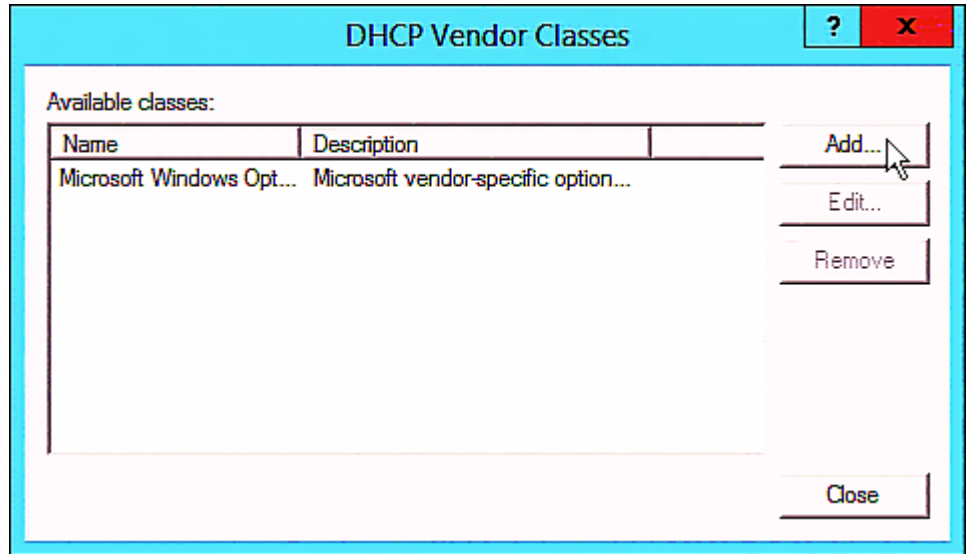 DHCP Vendor Classes
?
x
Available classes:
Name Description
Add...
Microsoft Windows Opt... Microsoft vendor-specific option...
Edit...
Remove
Close